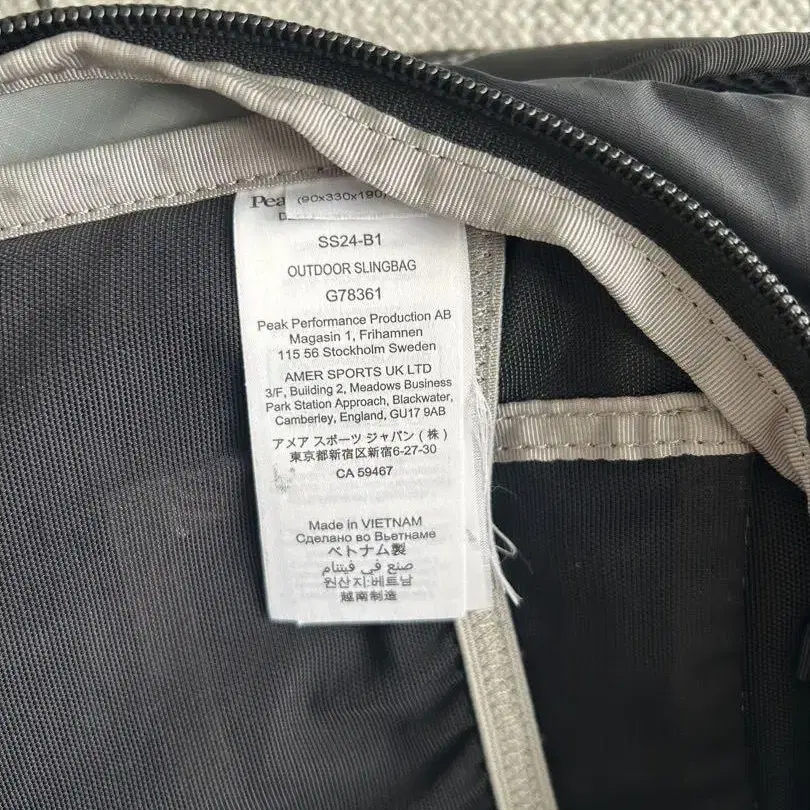 Pea
(90x330x190)
SS24-B1
OUTDOOR SLINGBAG
G78361
Peak Performance Production AB
Magasin 1, Frihamnen
115 56 Stockholm Sweden
AMER SPORTS UK LTD
3/F, Building 2, Meadows Business
Park Station Approach, Blackwater,
Camberley, England, GU17 9AB
アメア スポーツ ジャパン (株)
東京都新宿区新宿6-27-30
CA 59467
Made in VIETNAM
Сделано во Вьетнаме
ベトナム製
صنع في فيتنام
원산지:베트남
越南制造